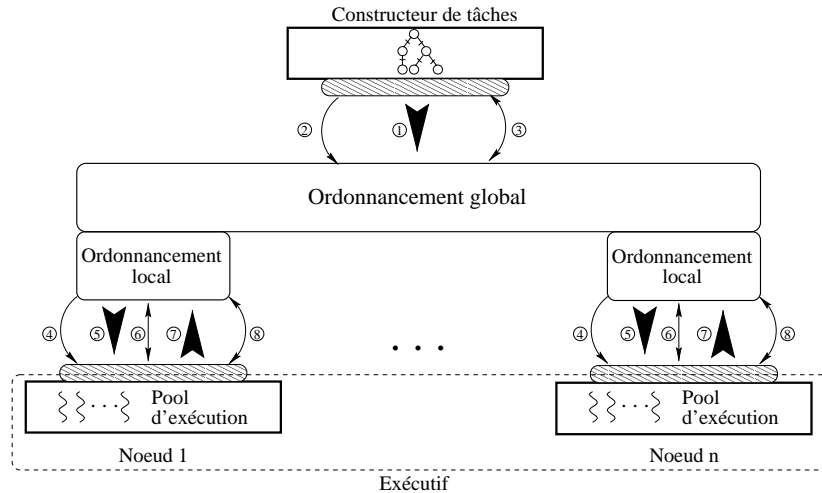 Constructeur de tâches
② ① ③
Ordonnancement global
Ordonnancement
local
Ordonnancement
local
④ ⑤ ⑥ ⑦ ⑧
. . .
④ ⑤ ⑥ ⑦ ⑧
. . .
Pool
d'exécution
. . .
Pool
d'exécution
Noeud 1
Noeud n
Exécutif